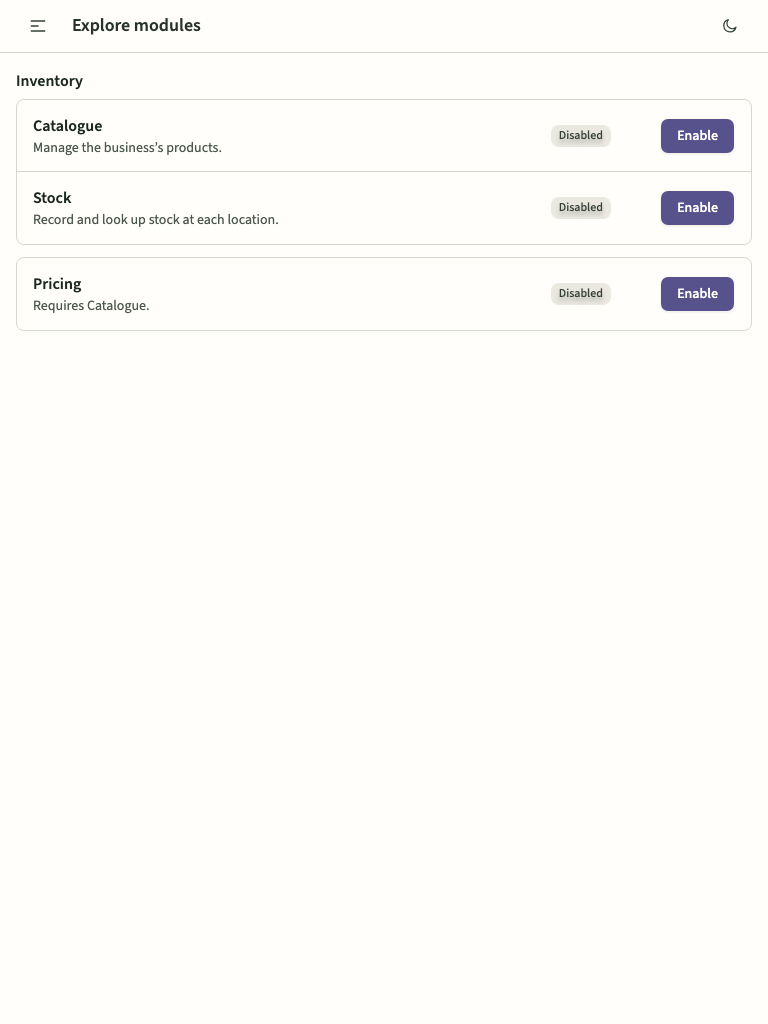 Explore modules
Inventory
Catalogue
Manage the business’s products.
Disabled
Enable
Stock
Record and look up stock at each location.
Disabled
Enable
Pricing
Requires Catalogue.
Disabled
Enable